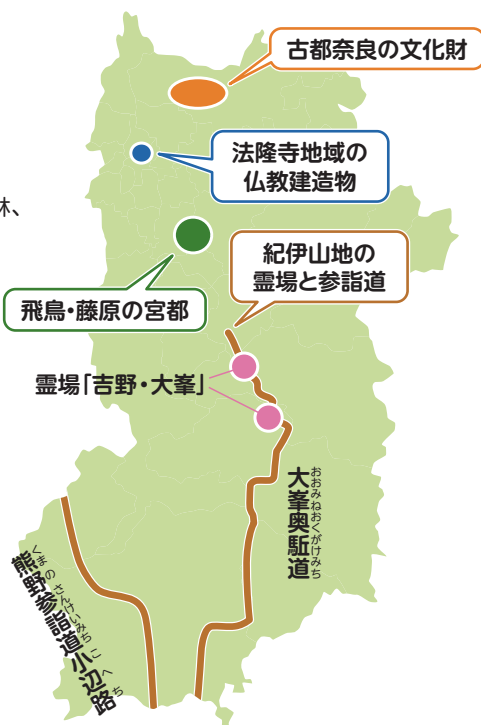 古都奈良の文化財
法隆寺地域の
仏教建造物
林、
紀伊山地の
霊場と参詣道
飛鳥・藤原の宮都
霊場「吉野・大峯」
大峯奥駈道
おおみねおくがけみち
熊野参詣道小辺路
くまのさんけいみちこへち